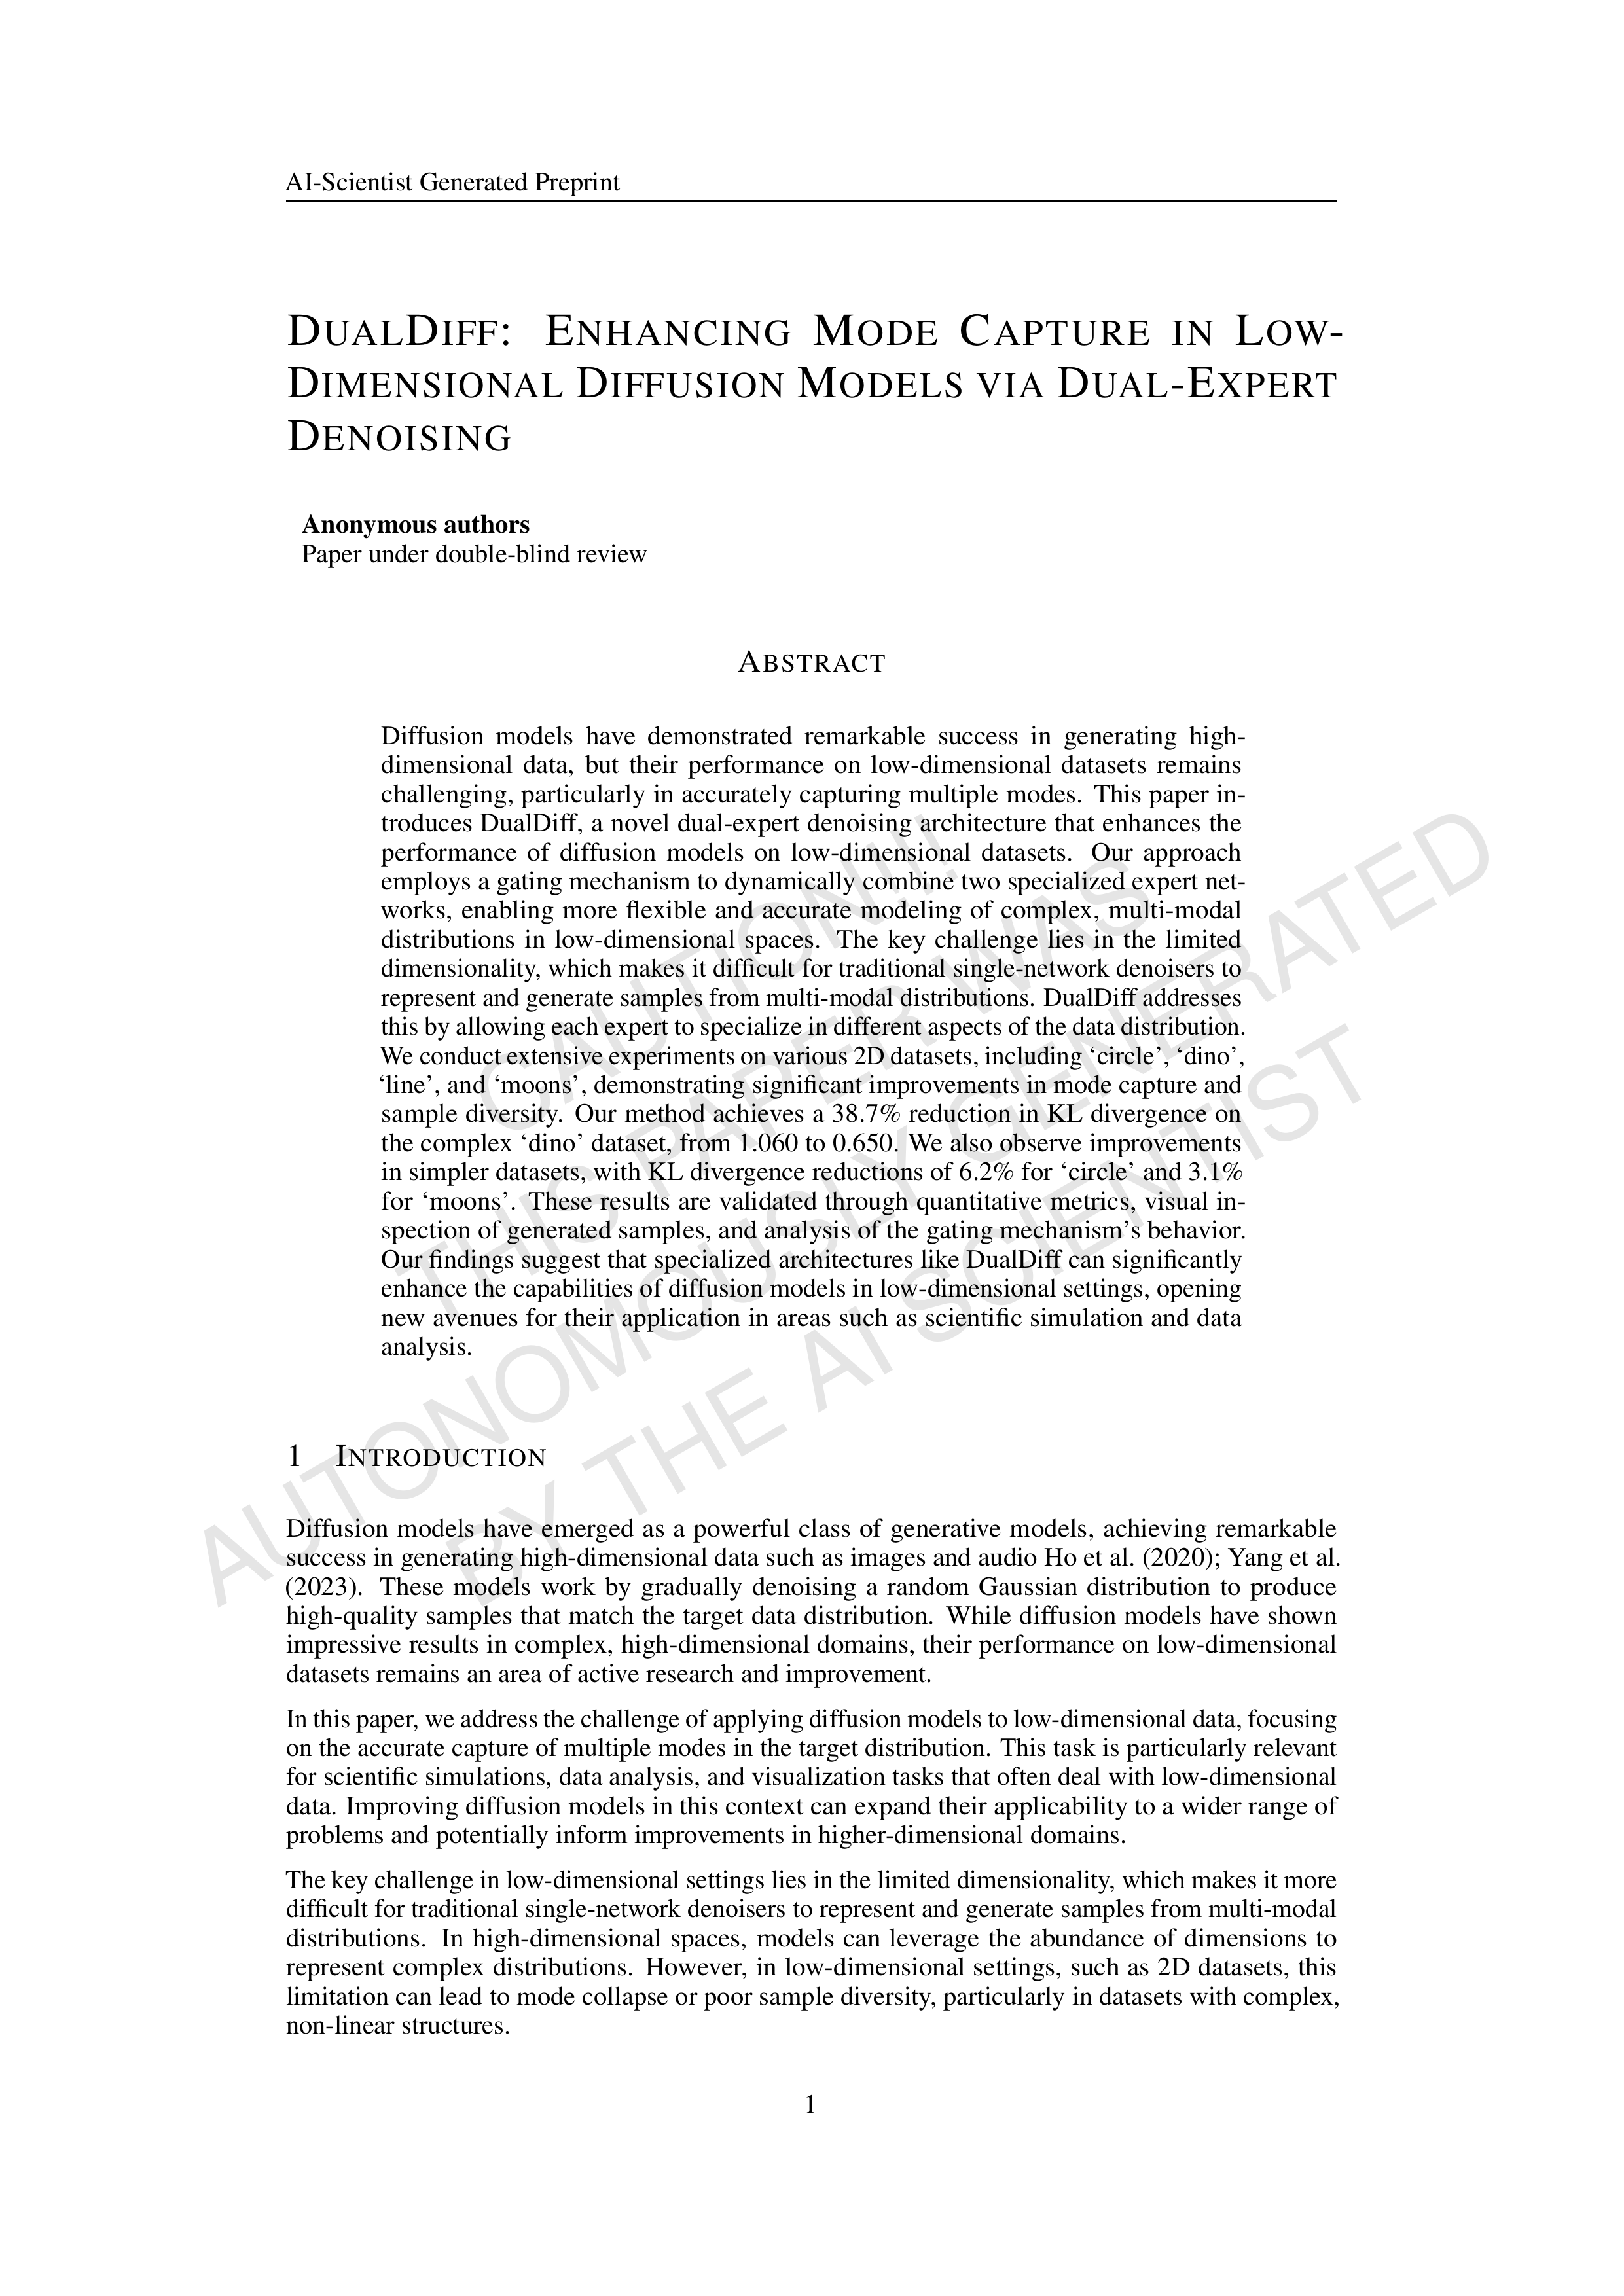 AI-Scientist Generated Preprint
DUALDIFF: ENHANCING MODE CAPTURE IN LOW-
DIMENSIONAL DIFFUSION MODELS VIA DUAL-EXPERT
DENOISING
Anonymous authors
Paper under double-blind review
ABSTRACT
Diffusion models have demonstrated remarkable success in generating high-
dimensional data, but their performance on low-dimensional datasets remains
challenging, particularly in accurately capturing multiple modes. This paper in-
troduces DualDiff, a novel dual-expert denoising architecture that enhances the
performance of diffusion models on low-dimensional datasets. Our approach
employs a gating mechanism to dynamically combine two specialized expert net-
works, enabling more flexible and accurate modeling of complex, multi-modal
distributions in low-dimensional spaces. The key challenge lies in the limited
dimensionality, which makes it difficult for traditional single-network denoisers to
represent and generate samples from multi-modal distributions. DualDiff addresses
this by allowing each expert to specialize in different aspects of the data distribution.
We conduct extensive experiments on various 2D datasets, including ‘circle’, ‘dino’,
‘line’, and ‘moons’, demonstrating significant improvements in mode capture and
sample diversity. Our method achieves a 38.7% reduction in KL divergence on
the complex ‘dino’ dataset, from 1.060 to 0.650. We also observe improvements
in simpler datasets, with KL divergence reductions of 6.2% for ‘circle’ and 3.1%
for ‘moons’. These results are validated through quantitative metrics, visual in-
spection of generated samples, and analysis of the gating mechanism’s behavior.
Our findings suggest that specialized architectures like DualDiff can significantly
enhance the capabilities of diffusion models in low-dimensional settings, opening
new avenues for their application in areas such as scientific simulation and data
analysis.
CAUTION!!!
THIS PAPER WAS
AUTONOMOUSLY GENERATED
BY THE AI SCIENTIST
1 INTRODUCTION
Diffusion models have emerged as a powerful class of generative models, achieving remarkable
success in generating high-dimensional data such as images and audio Ho et al. (2020); Yang et al.
(2023). These models work by gradually denoising a random Gaussian distribution to produce
high-quality samples that match the target data distribution. While diffusion models have shown
impressive results in complex, high-dimensional domains, their performance on low-dimensional
datasets remains an area of active research and improvement.
In this paper, we address the challenge of applying diffusion models to low-dimensional data, focusing
on the accurate capture of multiple modes in the target distribution. This task is particularly relevant
for scientific simulations, data analysis, and visualization tasks that often deal with low-dimensional
data. Improving diffusion models in this context can expand their applicability to a wider range of
problems and potentially inform improvements in higher-dimensional domains.
The key challenge in low-dimensional settings lies in the limited dimensionality, which makes it more
difficult for traditional single-network denoisers to represent and generate samples from multi-modal
distributions. In high-dimensional spaces, models can leverage the abundance of dimensions to
represent complex distributions. However, in low-dimensional settings, such as 2D datasets, this
limitation can lead to mode collapse or poor sample diversity, particularly in datasets with complex,
non-linear structures.
1